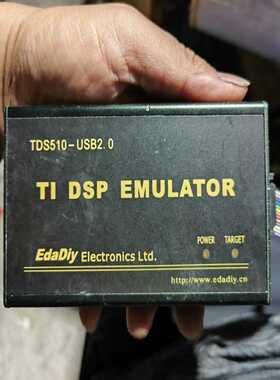 TDS510-USB2.0
TI DSP EMULATOR
EdaDiy Electronics Ltd.
POWER TARGET
http://www.edadiy.cn